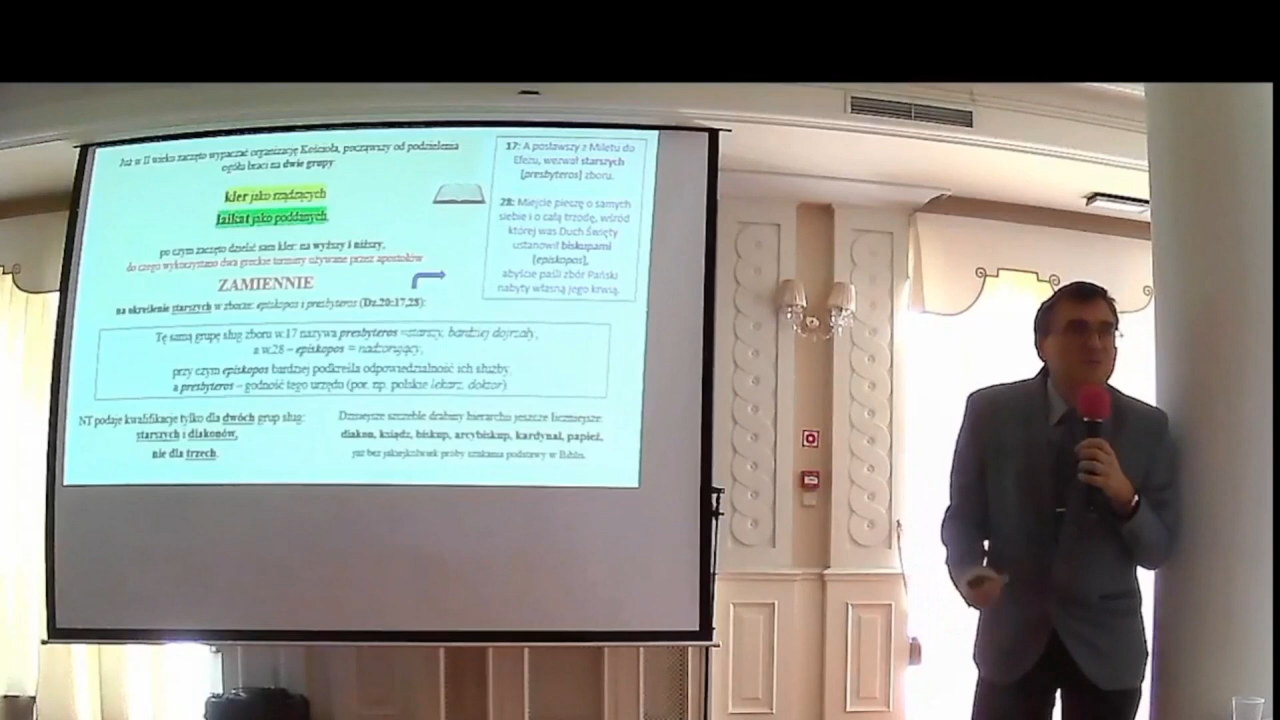 Już w II wieku zaczęto wypaczać organizację Kościoła, począwszy od podzielenia
ogółu braci na dwie grupy
kler jako rządzących
laikat jako poddanych,
po czym zaczęto dzielić sam kler: na wyższy i niższy,
do czego wykorzystano dwa greckie terminy używane przez apostołów
ZAMIENNIE
na określenie starszych w zborze: episkopos i presbyteros (Dz.20:17,28):
17: A posławszy z Miletu do
Efezu, wezwał starszych
[presbyteros] zboru.
28: Miejcie pieczę o samych
siebie i o całą trzodę, wśród
której was Duch Święty
ustanowił biskupami
[episkopos],
abyście paśli zbór Pański
nabyty własną jego krwią.
Tę samą grupę sług zboru w.17 nazywa presbyteros =starszy, bardziej dojrzały,
a w.28 – episkopos = nadzorujący,
przy czym episkopos bardziej podkreśla odpowiedzialność ich służby,
a presbyteros – godność tego urzędu (por. np. polskie lekarz, doktor).
NT podaje kwalifikacje tylko dla dwóch grup sług:
starszych i diakonów,
nie dla trzech.
Dzisiejsze szczeble drabiny hierarchii jeszcze liczniejsze:
diakon, ksiądz, biskup, arcybiskup, kardynał, papież,
już bez jakiejkolwiek próby szukania podstawy w Biblii.